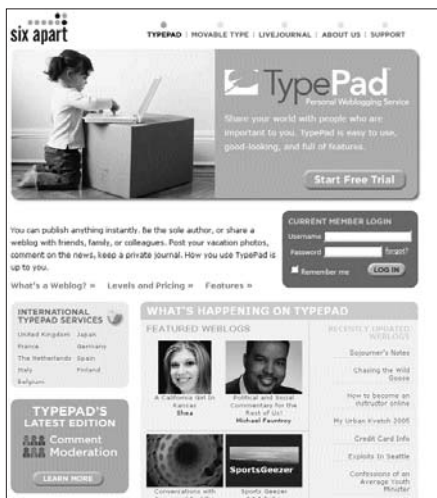 six apart
TYPEPAD | MOVABLE TYPE | LIVEJOURNAL | ABOUT US | SUPPORT
TypePad
Personal Weblogging Service
Share your world with people who are
important to you. TypePad is easy to use,
good-looking, and full of features.
Start Free Trial
You can publish anything instantly. Be the sole author, or share a
weblog with friends, family, or colleagues. Post your vacation photos,
comment on the news, keep a private journal. How you use TypePad is
up to you.
What's a Weblog? » Levels and Pricing » Features »
CURRENT MEMBER LOGIN
Username
Password forgot?
Remember me LOG IN
INTERNATIONAL
TYPEPAD SERVICES
United Kingdom Japan
France Germany
The Netherlands Spain
Italy Finland
Belgium
TYPEPAD'S
LATEST EDITION
Comment
Moderation
LEARN MORE
WHAT'S HAPPENING ON TYPEPAD
FEATURED WEBLOGS
A California Girl In
Kansas
Shea
Political and Social
Commentary for the
Rest of Us!
Michael Fauntroy
Conversations with
SportsGeezer
Sports Geezer
RECENTLY UPDATED
WEBLOGS
Sojourner's Notes
Chasing the Wild
Goose
How to become an
instructor online
My Urban Kvetch 2005
Credit Card Info
Exploits In Seattle
Confessions of an
Average Youth
Minister